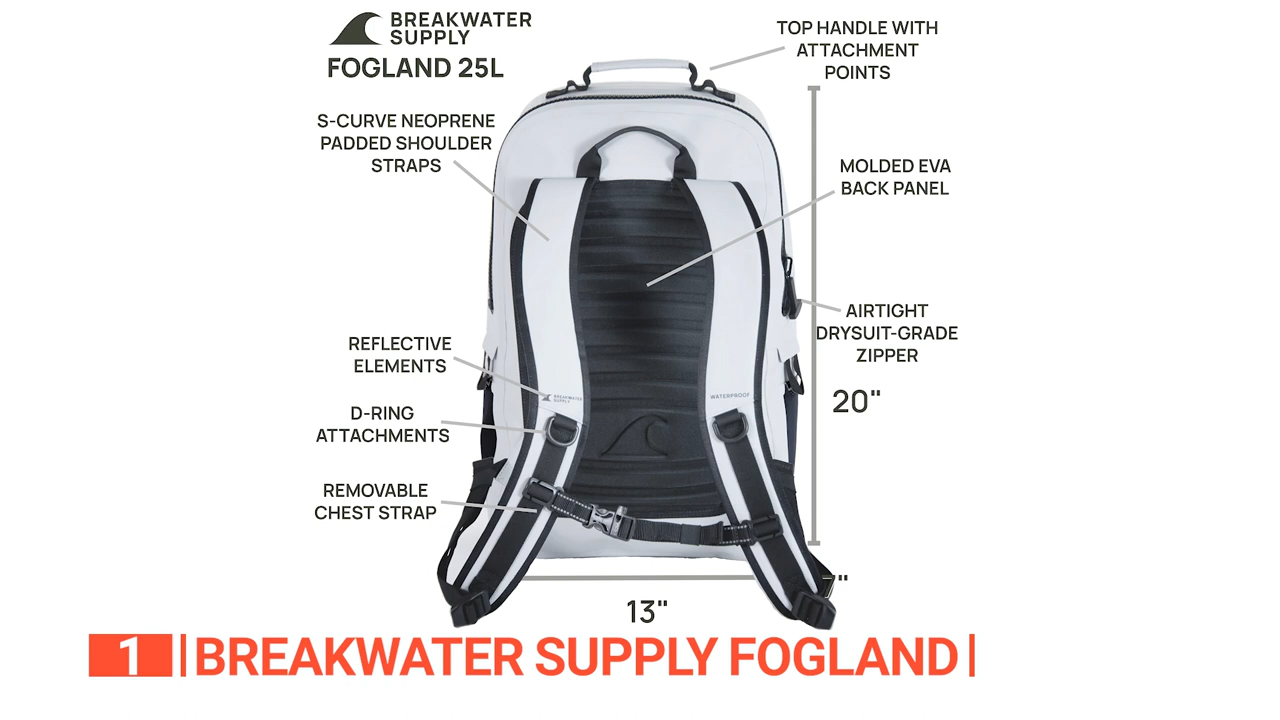 BREAKWATER
SUPPLY
FOGLAND 25L
TOP HANDLE WITH
ATTACHMENT
POINTS
S-CURVE NEOPRENE
PADDED SHOULDER
STRAPS
MOLDED EVA
BACK PANEL
AIRTIGHT
DRYSUIT-GRADE
ZIPPER
REFLECTIVE
ELEMENTS
20"
BREAKWATER
SUPPLY
WATERPROOF
D-RING
ATTACHMENTS
REMOVABLE
CHEST STRAP
7"
13"
1 BREAKWATER SUPPLY FOGLAND